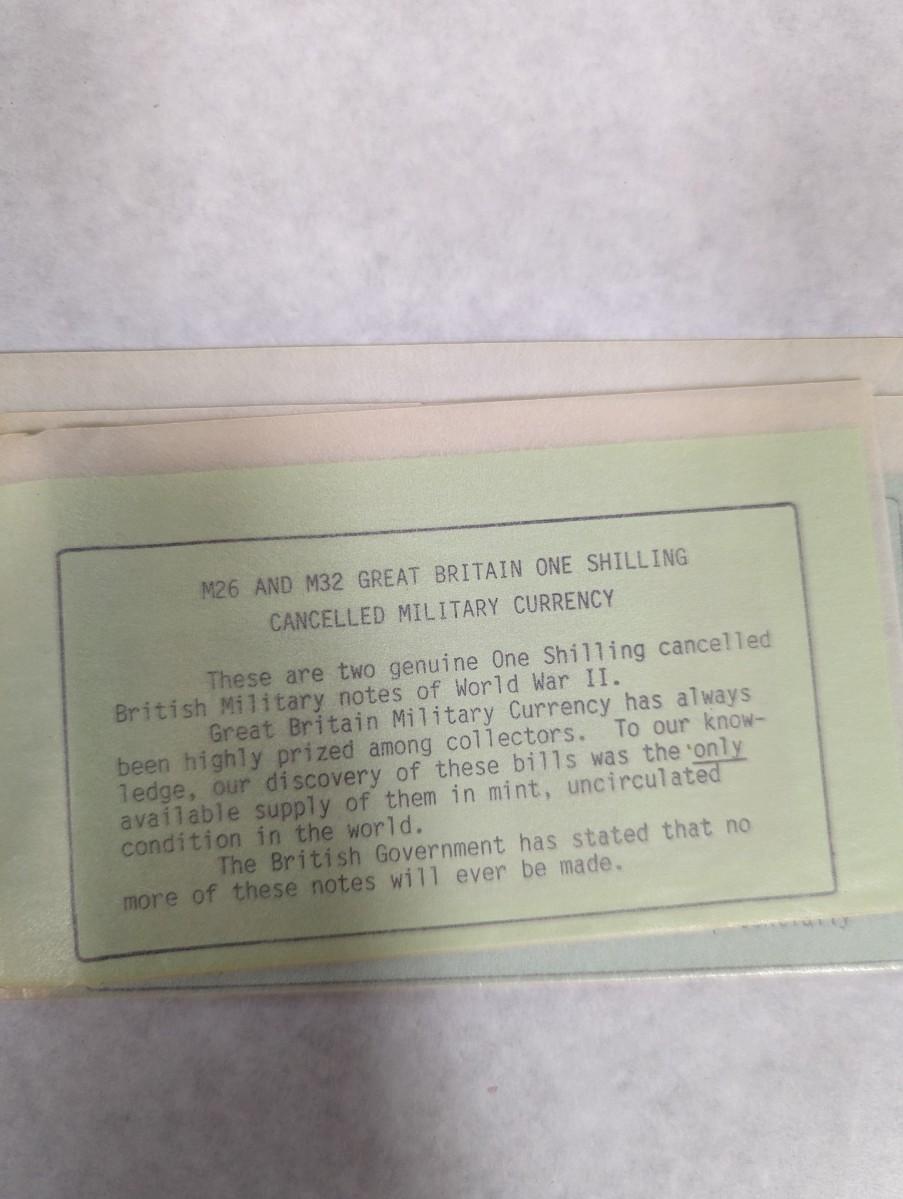 M26 AND M32 GREAT BRITAIN ONE SHILLING
CANCELLED MILITARY CURRENCY
These are two genuine One Shilling cancelled
British Military notes of World War II.
Great Britain Military Currency has always
been highly prized among collectors. To our know-
ledge, our discovery of these bills was the only
available supply of them in mint, uncirculated
condition in the world.
The British Government has stated that no
more of these notes will ever be made.